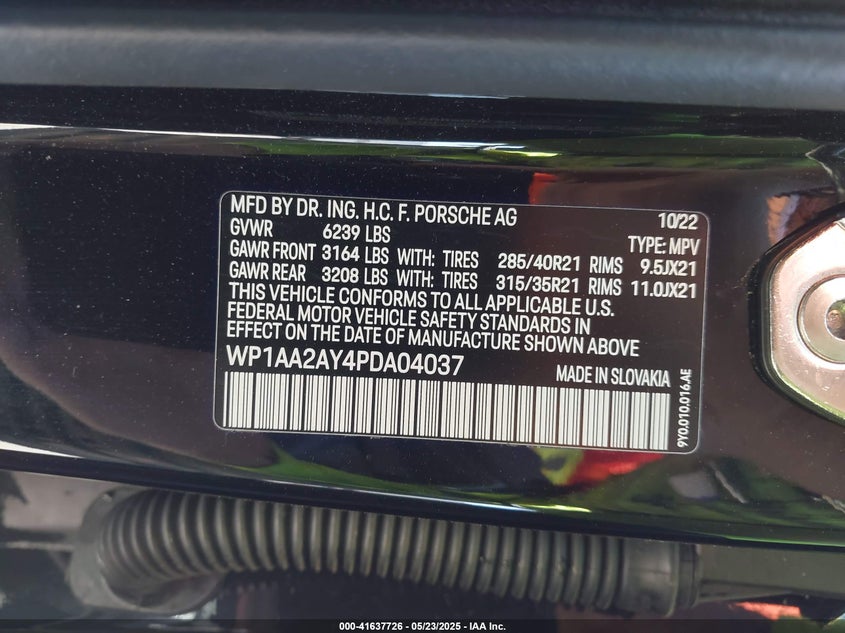 MFD BY DR. ING. H.C. F. PORSCHE AG 10/22
GVWR 6239 LBS TYPE: MPV
GAWR FRONT 3164 LBS WITH: TIRES 285/40R21 RIMS 9.5JX21
GAWR REAR 3208 LBS WITH: TIRES 315/35R21 RIMS 11.0JX21
THIS VEHICLE CONFORMS TO ALL APPLICABLE U.S.
FEDERAL MOTOR VEHICLE SAFETY STANDARDS IN
EFFECT ON THE DATE OF MANUFACTURE SHOWN ABOVE
WP1AA2AY4PDA04037 MADE IN SLOVAKIA
9Y0.010.016.AE
000-41637726 - 05/23/2025 - IAA Inc.